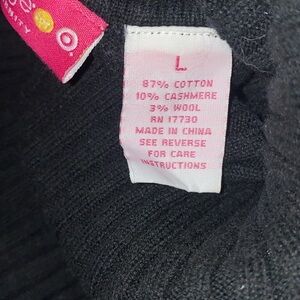 L
87% COTTON
10% CASHMERE
3% WOOL
RN 17730
MADE IN CHINA
SEE REVERSE
FOR CARE
INSTRUCTIONS